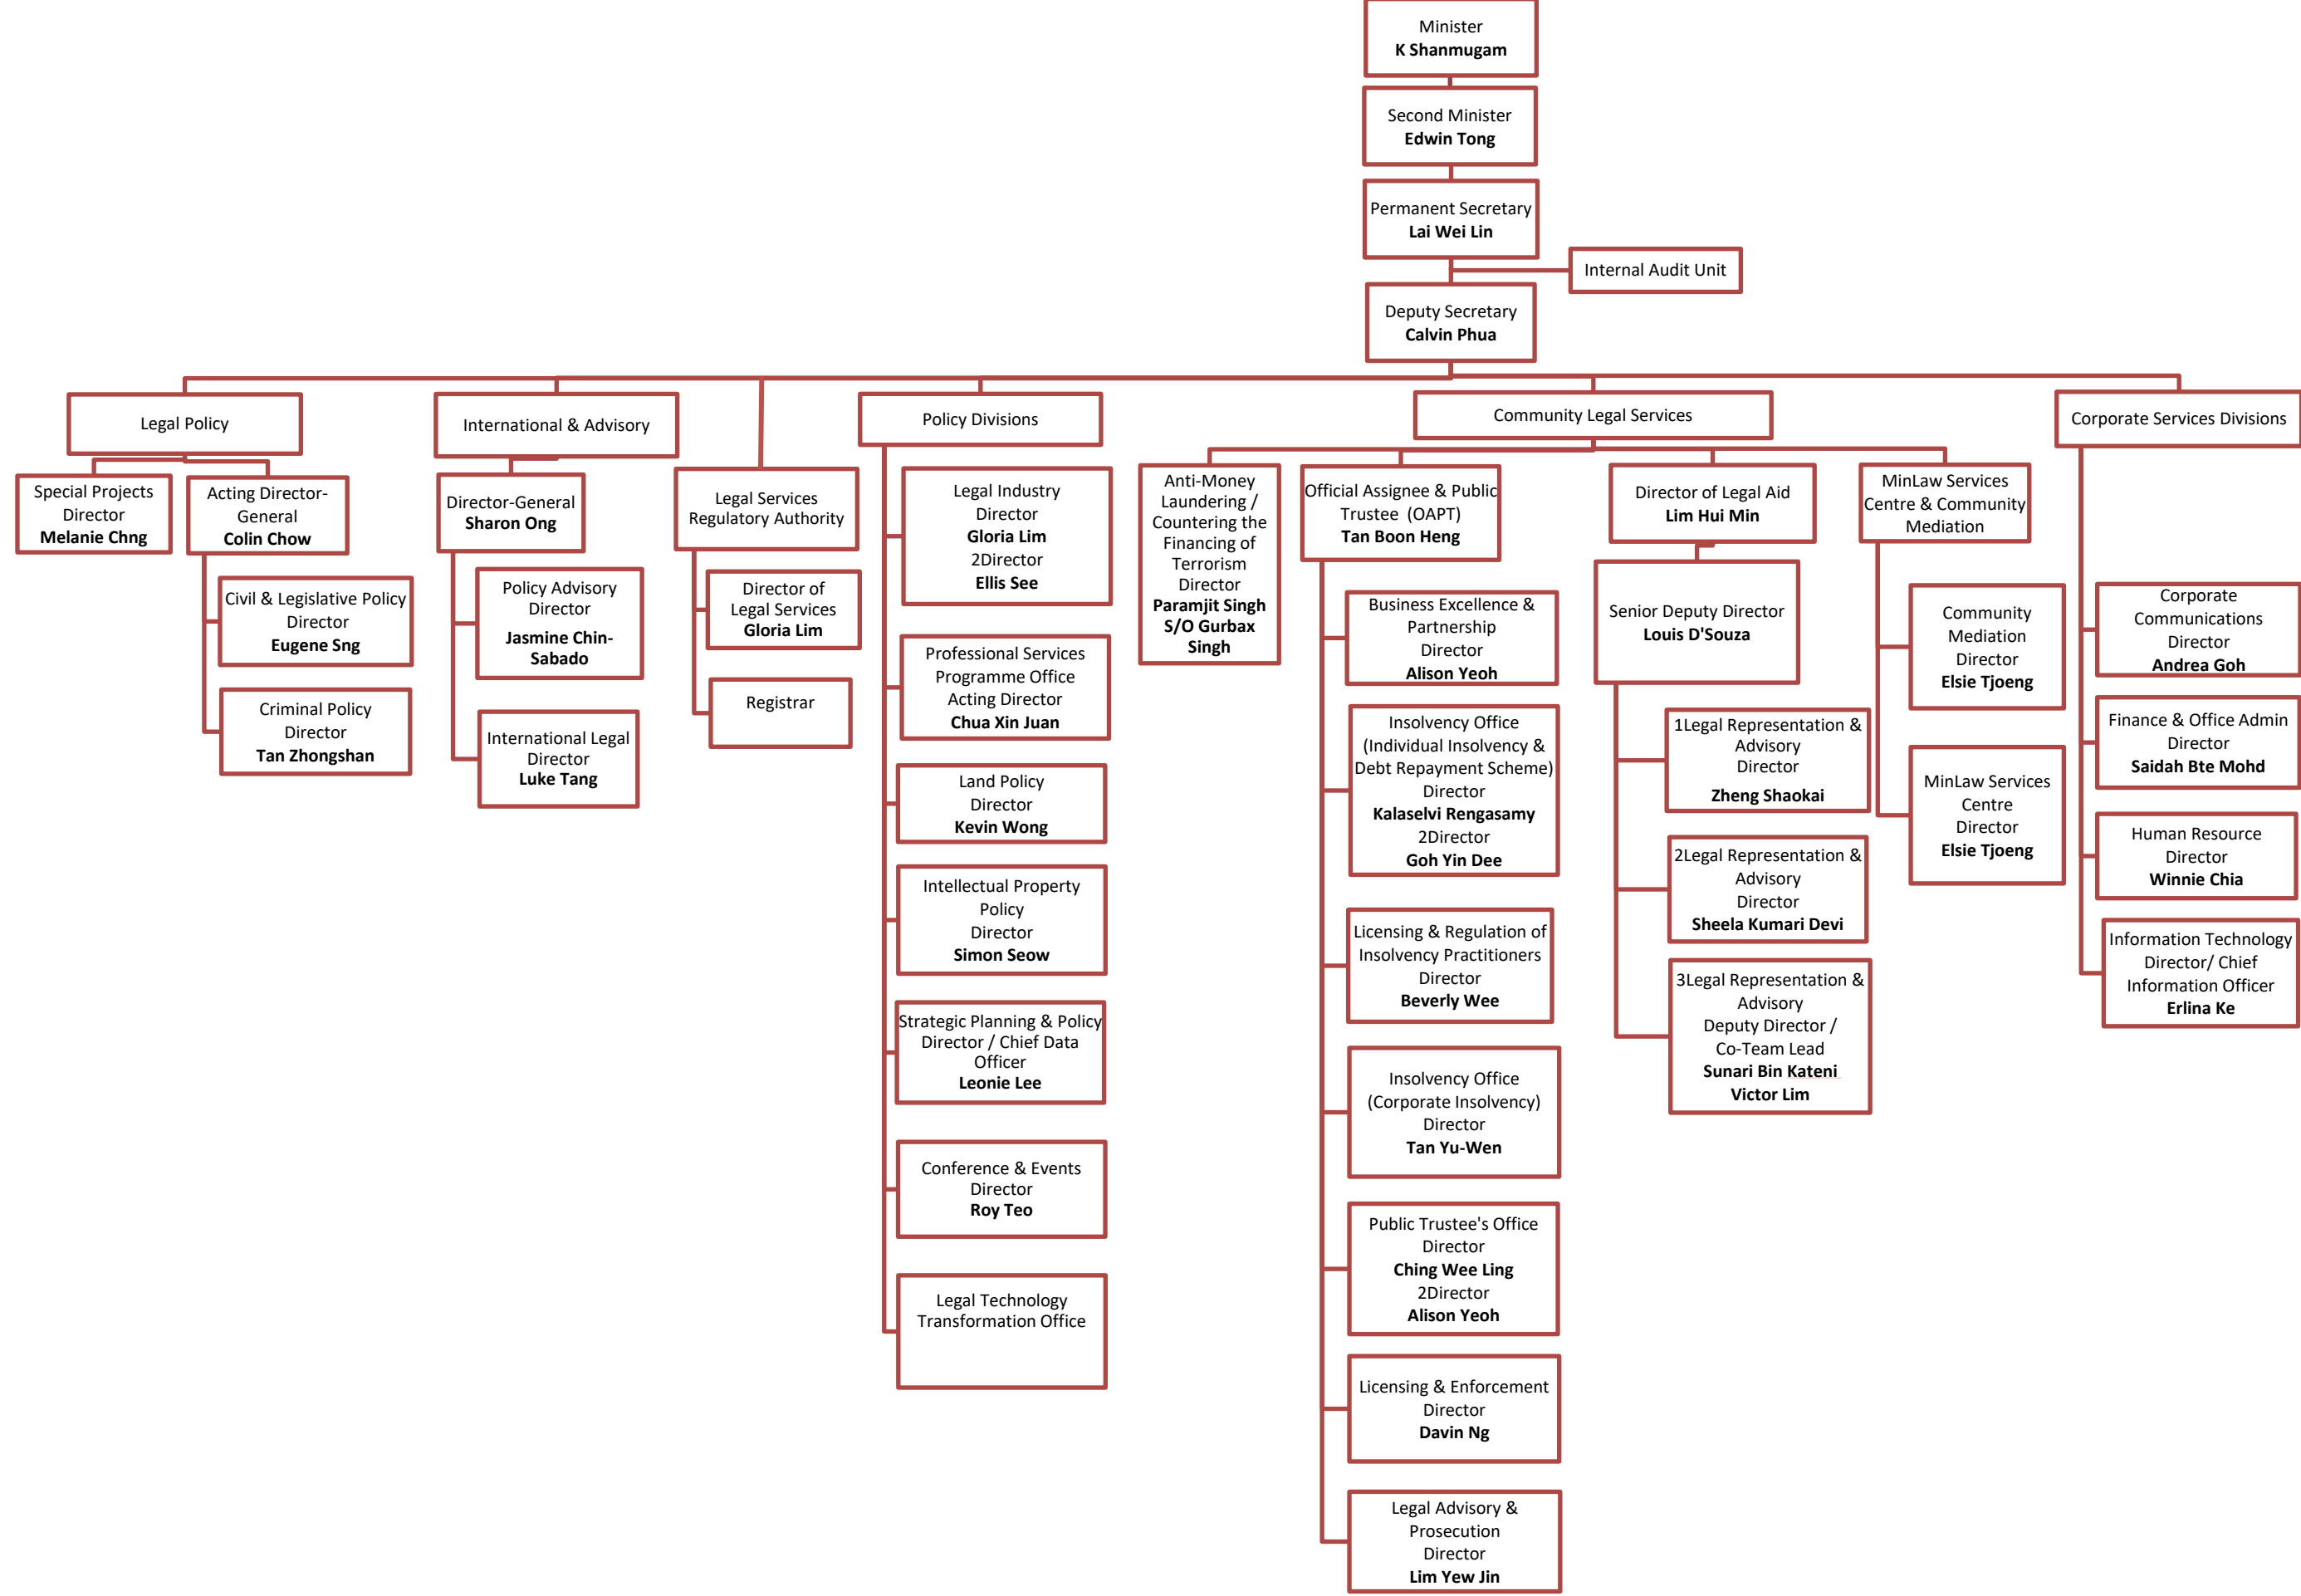 Minister
K Shanmugam
Second Minister
Edwin Tong
Permanent Secretary
Lai Wei Lin
Internal Audit Unit
Deputy Secretary
Calvin Phua
Legal Policy
Special Projects
Director
Melanie Chng
Acting Director-
General
Colin Chow
Civil & Legislative Policy
Director
Eugene Sng
Criminal Policy
Director
Tan Zhongshan
International & Advisory
Director-General
Sharon Ong
Policy Advisory
Director
Jasmine Chin-
Sabado
International Legal
Director
Luke Tang
Legal Services
Regulatory Authority
Director of
Legal Services
Gloria Lim
Registrar
Policy Divisions
Legal Industry
Director
Gloria Lim
2Director
Ellis See
Professional Services
Programme Office
Acting Director
Chua Xin Juan
Land Policy
Director
Kevin Wong
Intellectual Property
Policy
Director
Simon Seow
Strategic Planning & Policy
Director / Chief Data
Officer
Leonie Lee
Conference & Events
Director
Roy Teo
Legal Technology
Transformation Office
Community Legal Services
Anti-Money
Laundering /
Countering the
Financing of
Terrorism
Director
Paramjit Singh
S/O Gurbax
Singh
Official Assignee & Public
Trustee (OAPT)
Tan Boon Heng
Business Excellence &
Partnership
Director
Alison Yeoh
Insolvency Office
(Individual Insolvency &
Debt Repayment Scheme)
Director
Kalaselvi Rengasamy
2Director
Goh Yin Dee
Licensing & Regulation of
Insolvency Practitioners
Director
Beverly Wee
Insolvency Office
(Corporate Insolvency)
Director
Tan Yu-Wen
Public Trustee's Office
Director
Ching Wee Ling
2Director
Alison Yeoh
Licensing & Enforcement
Director
Davin Ng
Legal Advisory &
Prosecution
Director
Lim Yew Jin
Director of Legal Aid
Lim Hui Min
Senior Deputy Director
Louis D'Souza
1Legal Representation &
Advisory
Director
Zheng Shaokai
2Legal Representation &
Advisory
Director
Sheela Kumari Devi
3Legal Representation &
Advisory
Deputy Director /
Co-Team Lead
Sunari Bin Kateni
Victor Lim
MinLaw Services
Centre & Community
Mediation
Community
Mediation
Director
Elsie Tjoeng
MinLaw Services
Centre
Director
Elsie Tjoeng
Corporate Services Divisions
Corporate
Communications
Director
Andrea Goh
Finance & Office Admin
Director
Saidah Bte Mohd
Human Resource
Director
Winnie Chia
Information Technology
Director/ Chief
Information Officer
Erlina Ke